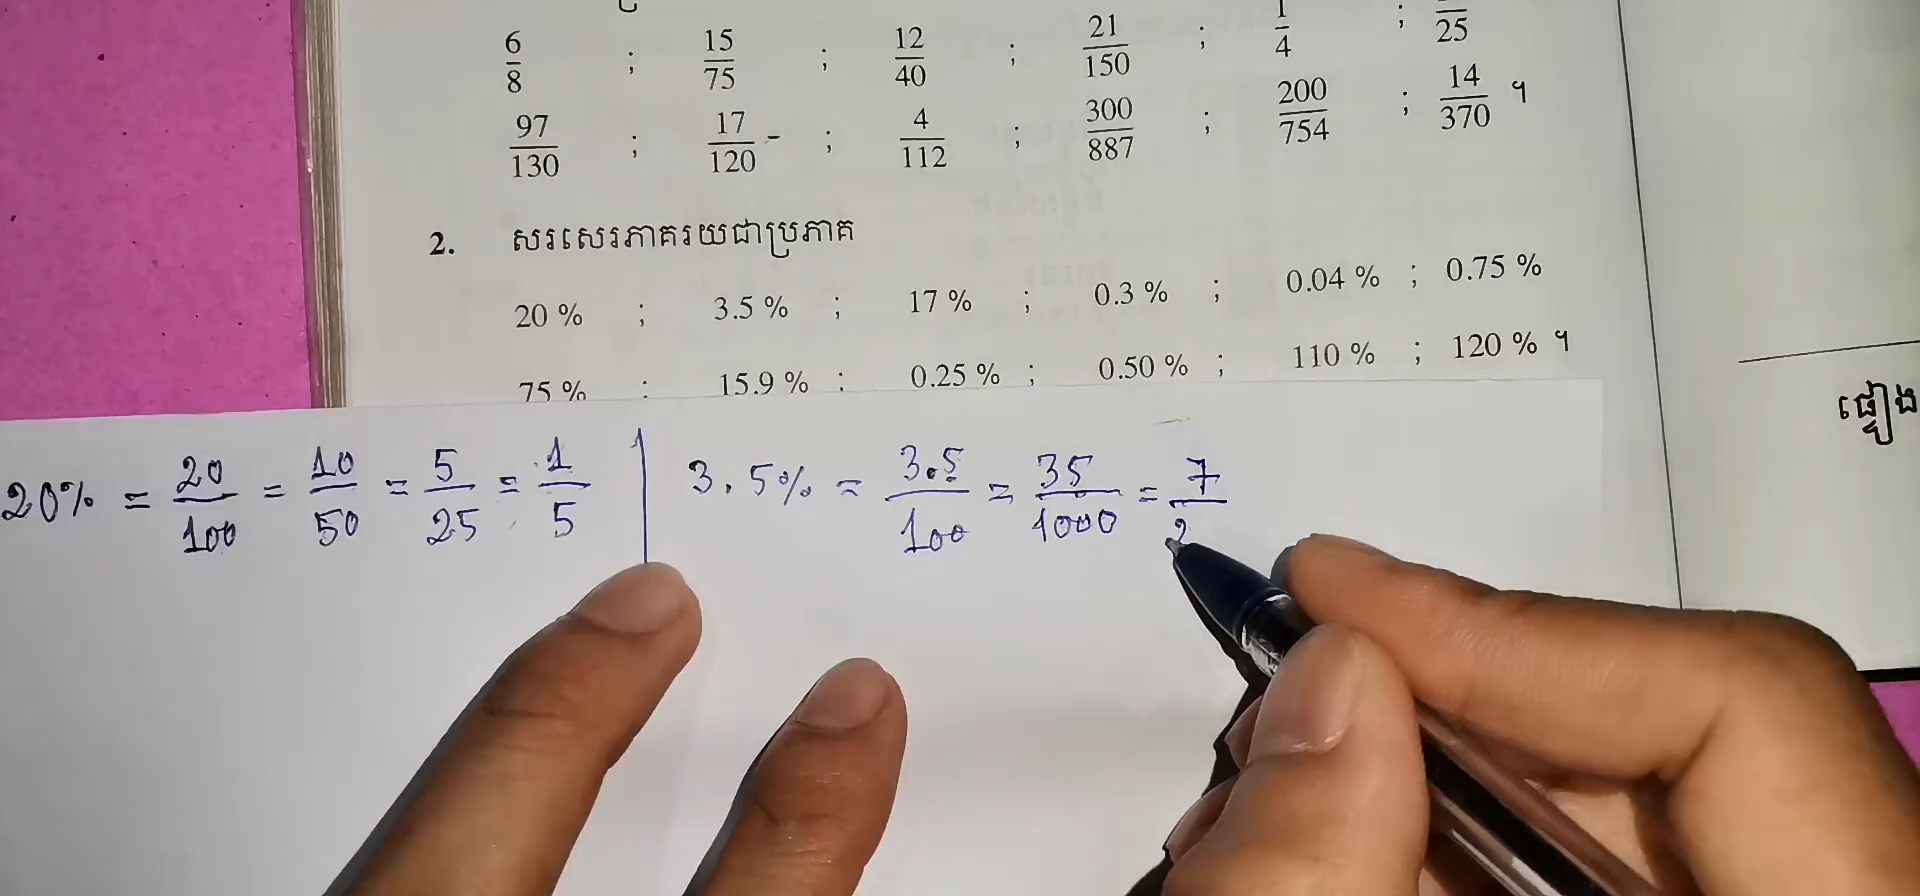 6/8 ; 15/75 ; 12/40 ; 21/150 ; 1/4 ; /25
97/130 ; 17/120 - ; 4/112 ; 300/887 ; 200/754 ; 14/370 ។
2. សរសេរភាគរយជាប្រភាគ
20 % ; 3.5 % ; 17 % ; 0.3 % ; 0.04 % ; 0.75 %
75 % : 15.9 % : 0.25 % ; 0.50 % ; 110 % ; 120 % ។
ផ្ទៀង
20% = 20/100 = 10/50 = 5/25 = 1/5 | 3.5% = 3.5/100 = 35/1000 = 7/2